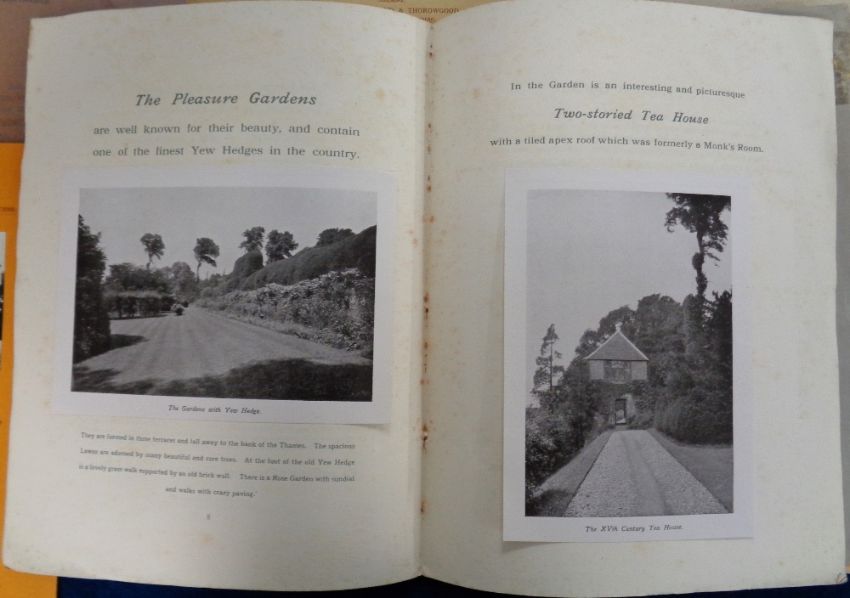 & THOROWGOOD
The Pleasure Gardens
are well known for their beauty, and contain
one of the finest Yew Hedges in the country.
The Gardens with Yew Hedge.
They are formed in three terraces and fall away to the bank of the Thames. The spacious
Lawns are adorned by many beautiful and rare trees. At the foot of the old Yew Hedge
is a lovely grass walk supported by an old brick wall. There is a Rose Garden with sundial
and walks with crazy paving.
In the Garden is an interesting and picturesque
Two-storied Tea House
with a tiled apex roof which was formerly a Monk's Room.
The XVth Century Tea House.